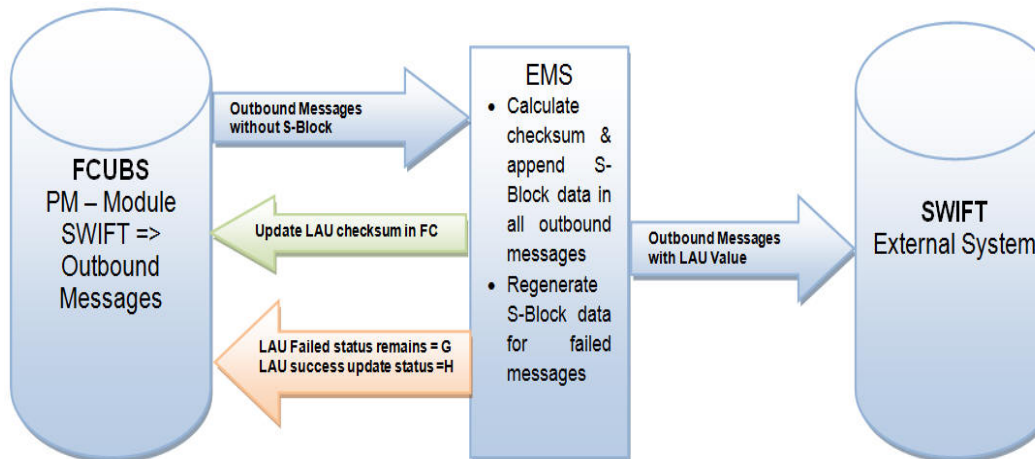 FCUBS
PM – Module
SWIFT =>
Outbound
Messages
Outbound Messages
without S-Block
Update LAU checksum in FC
LAU Failed status remains = G
LAU success update status =H
EMS
• Calculate
checksum &
append S-
Block data in
all outbound
messages
• Regenerate
S-Block data
for failed
messages
Outbound Messages
with LAU Value
SWIFT
External System